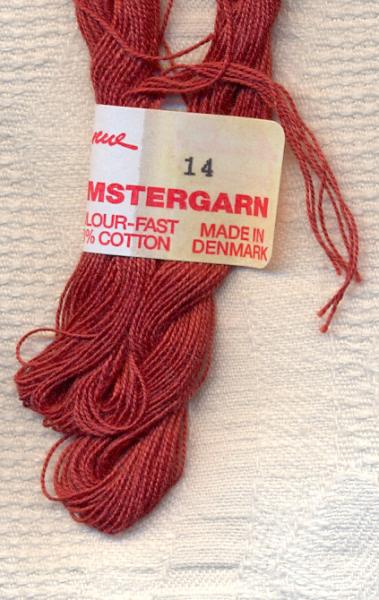 14
MSTERGARN
LOUR-FAST MADE IN
% COTTON DENMARK